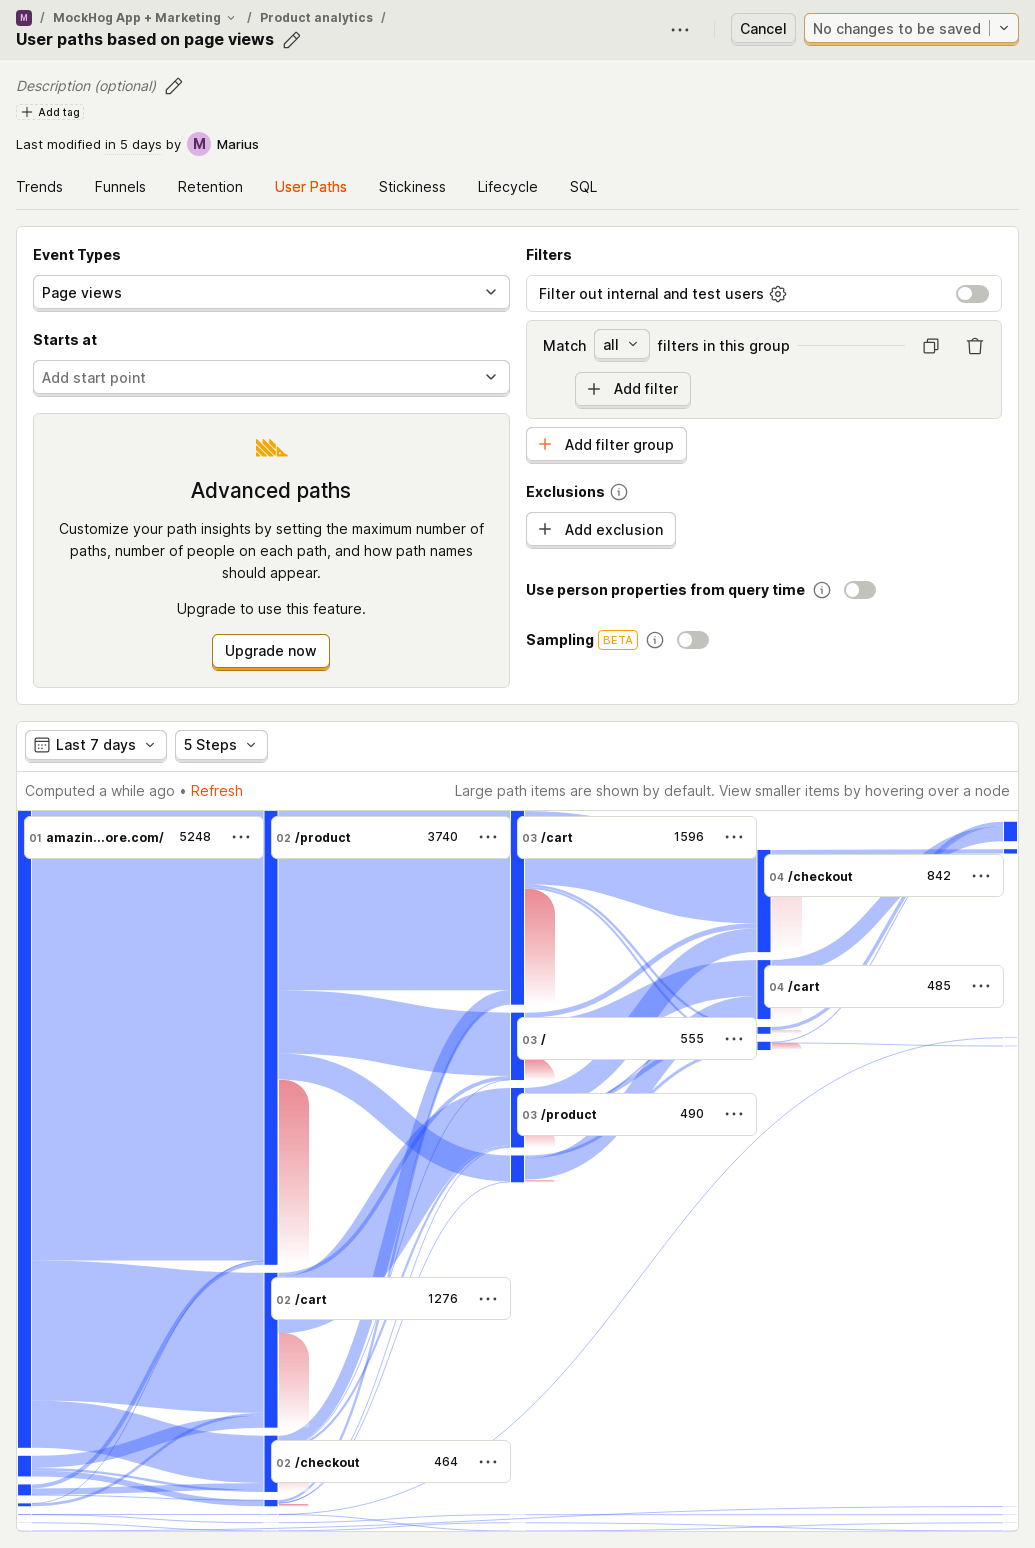 M / MockHog App + Marketing / Product analytics /
User paths based on page views
Cancel
No changes to be saved
Description (optional)
Add tag
Last modified in 5 days by M Marius
Trends Funnels Retention User Paths Stickiness Lifecycle SQL
Event Types
Page views
Starts at
Add start point
Advanced paths
Customize your path insights by setting the maximum number of
paths, number of people on each path, and how path names
should appear.
Upgrade to use this feature.
Upgrade now
Filters
Filter out internal and test users
Match all filters in this group
Add filter
Add filter group
Exclusions
Add exclusion
Use person properties from query time
Sampling BETA
Last 7 days
5 Steps
Computed a while ago • Refresh
Large path items are shown by default. View smaller items by hovering over a node
01 amazin...ore.com/ 5248
02 /product 3740
03 /cart 1596
04 /checkout 842
04 /cart 485
03 / 555
03 /product 490
02 /cart 1276
02 /checkout 464